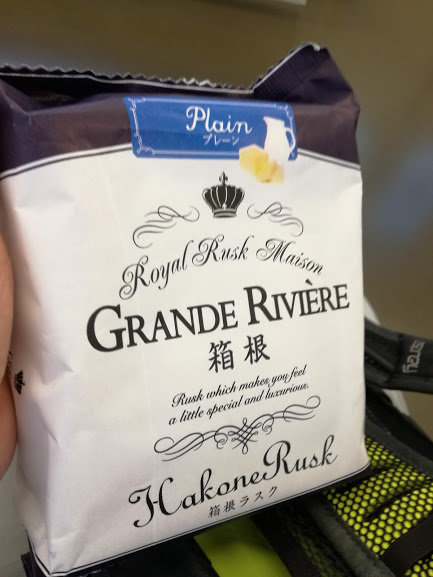 Plain
プレーン
Royal Rusk Maison
GRANDE RIVIÈRE
箱根
Rusk which makes you feel
a little special and luxurious.
Hakone Rusk
箱根ラスク